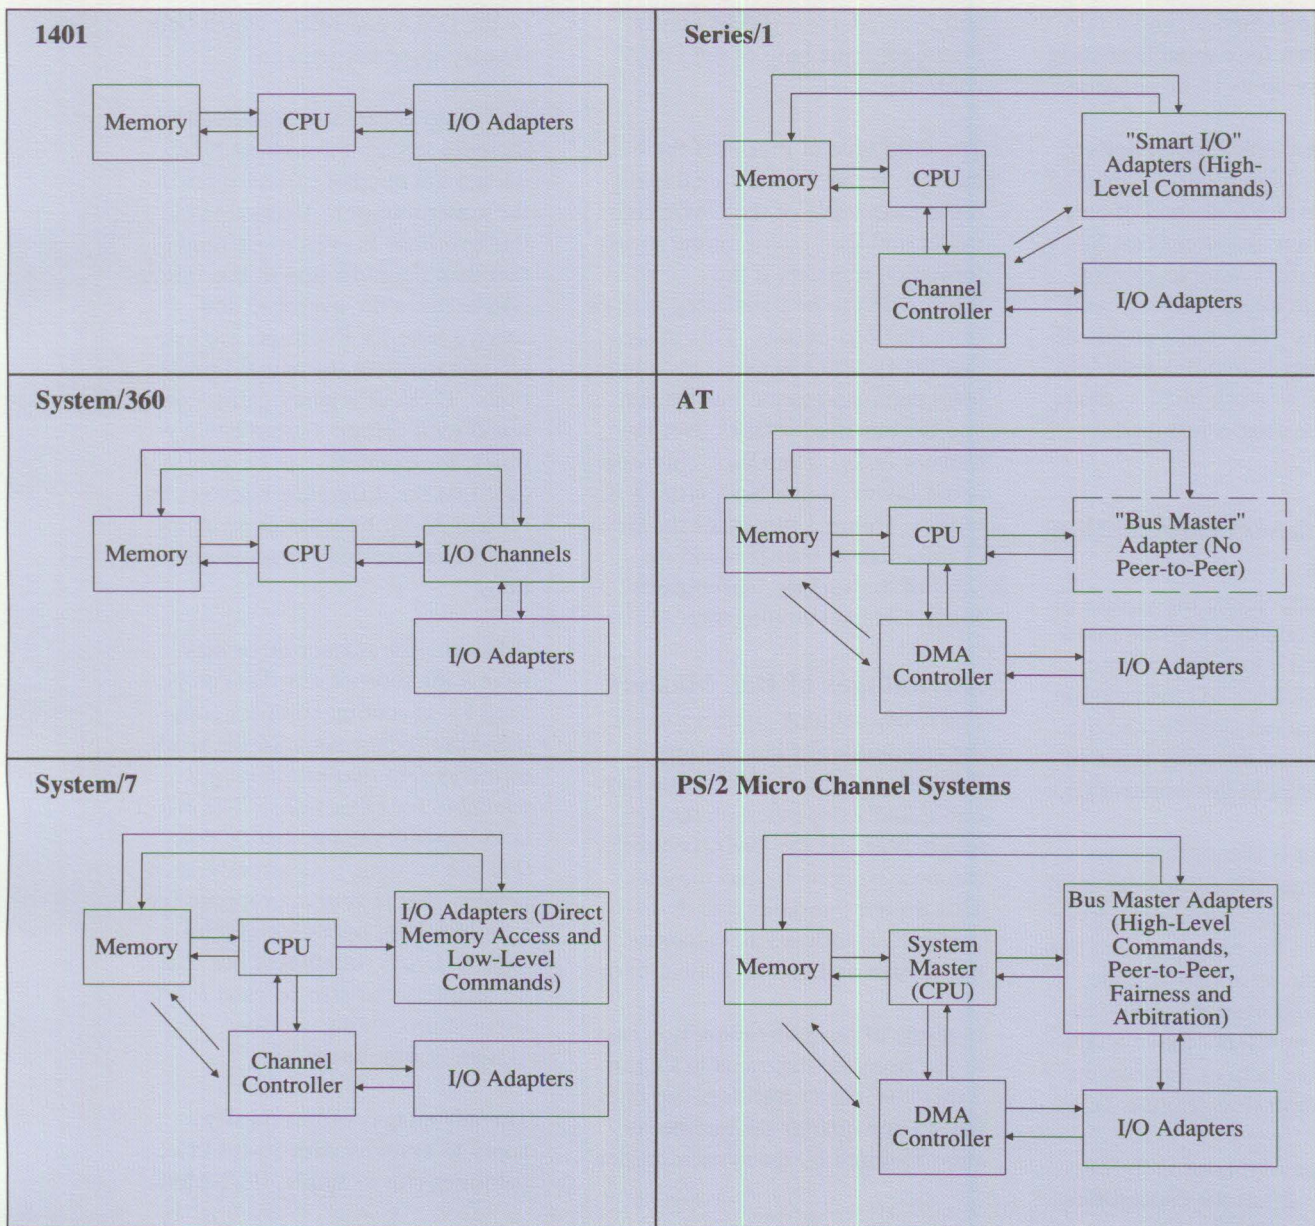 1401
Memory
CPU
I/O Adapters
Series/1
Memory
CPU
"Smart I/O"
Adapters (High-
Level Commands)
Channel
Controller
I/O Adapters
System/360
Memory
CPU
I/O Channels
I/O Adapters
AT
Memory
CPU
"Bus Master"
Adapter (No
Peer-to-Peer)
DMA
Controller
I/O Adapters
System/7
Memory
CPU
I/O Adapters (Direct
Memory Access and
Low-Level
Commands)
Channel
Controller
I/O Adapters
PS/2 Micro Channel Systems
Memory
System
Master
(CPU)
Bus Master Adapters
(High-Level
Commands,
Peer-to-Peer,
Fairness and
Arbitration)
DMA
Controller
I/O Adapters